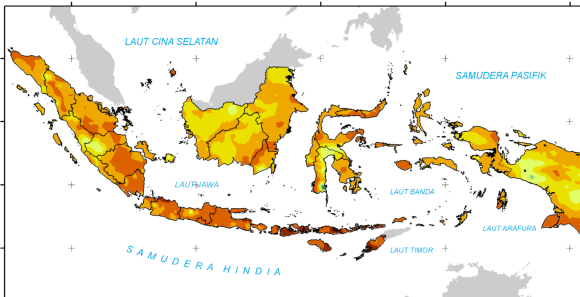 LAUT CINA SELATAN
SAMUDERA PASIFIK
LAUT JAWA
LAUT BANDA
LAUT ARAFURA
LAUT TIMOR
SAMUDERA HINDIA